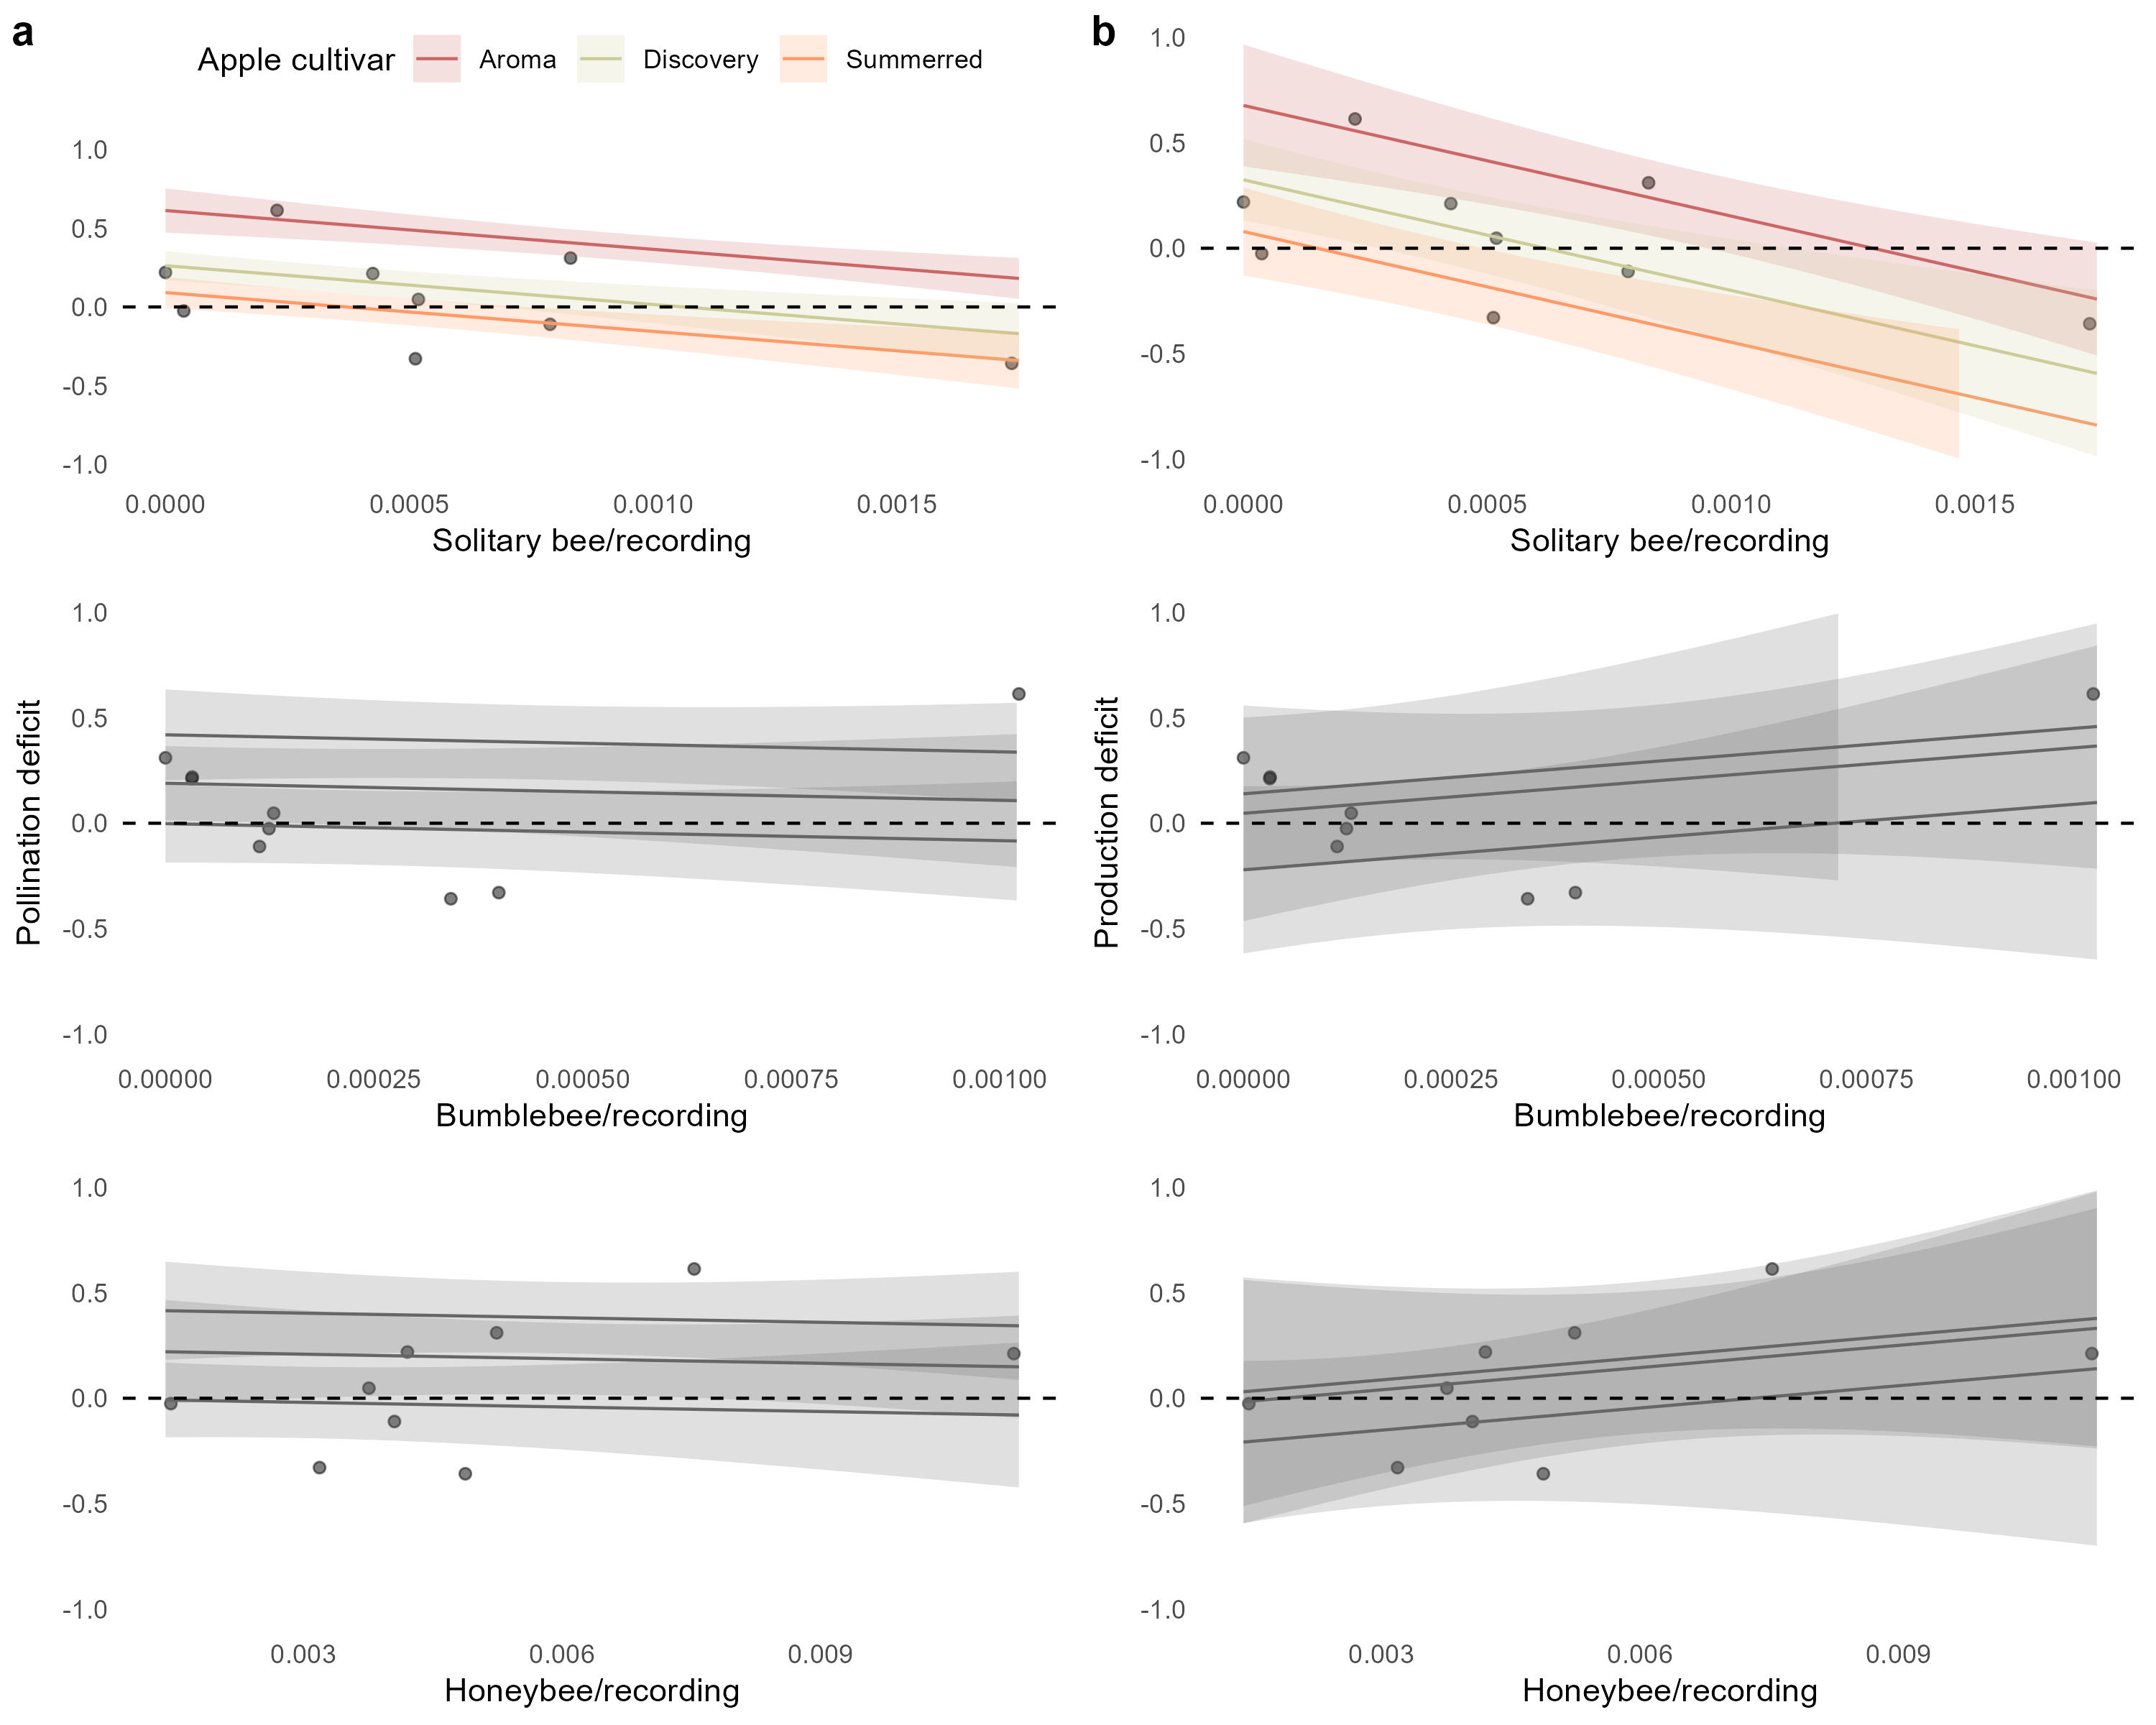 a
Apple cultivar Aroma Discovery Summerred
1.0
0.5
0.0
-0.5
-1.0
0.0000 0.0005 0.0010 0.0015
Solitary bee/recording
b
1.0
0.5
0.0
-0.5
-1.0
0.0000 0.0005 0.0010 0.0015
Solitary bee/recording
Pollination deficit
1.0
0.5
0.0
-0.5
-1.0
0.00000 0.00025 0.00050 0.00075 0.00100
Bumblebee/recording
Production deficit
1.0
0.5
0.0
-0.5
-1.0
0.00000 0.00025 0.00050 0.00075 0.00100
Bumblebee/recording
1.0
0.5
0.0
-0.5
-1.0
0.003 0.006 0.009
Honeybee/recording
1.0
0.5
0.0
-0.5
-1.0
0.003 0.006 0.009
Honeybee/recording